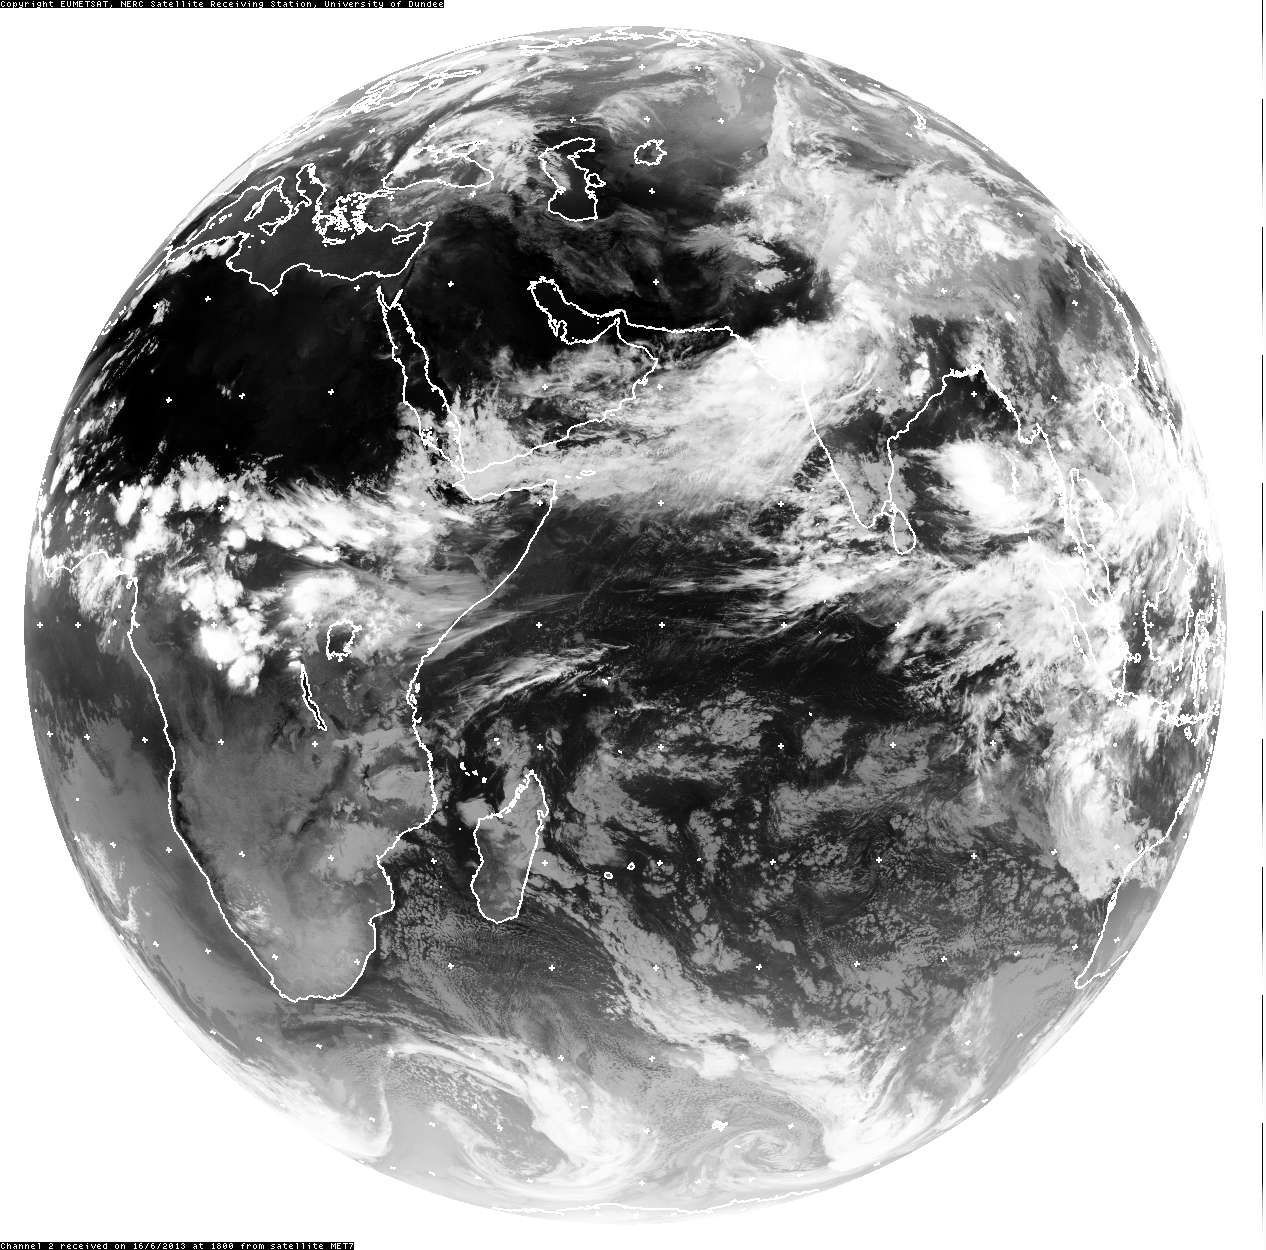 Copyright EUMETSAT, NERC Satellite Receiving Station, University of Dundee
Channel 2 received on 16/6/2013 at 1800 from satellite MET7